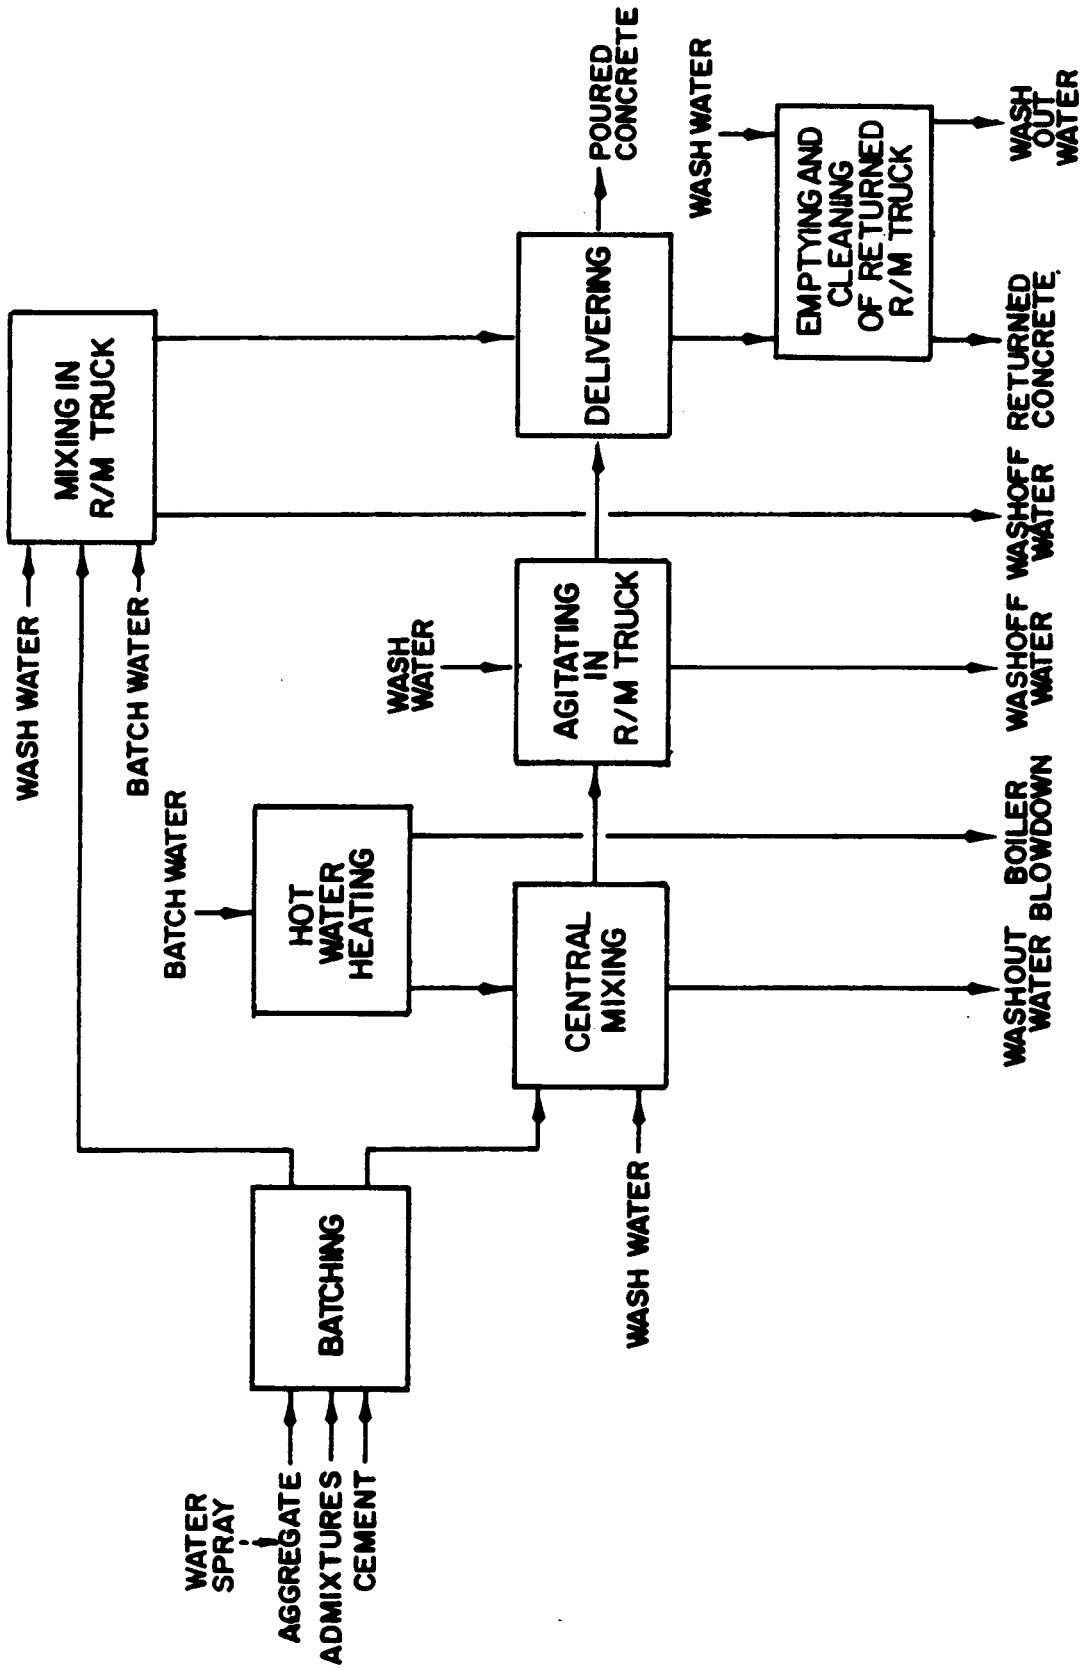 WATER
SPRAY
AGGREGATE
ADMIXTURES
CEMENT
BATCHING
WASH WATER
BATCH WATER
MIXING IN
R/M TRUCK
BATCH WATER
HOT
WATER
HEATING
WASH WATER
CENTRAL
MIXING
WASH
WATER
AGITATING
IN
R/M TRUCK
DELIVERING
POURED
CONCRETE
WASH WATER
EMPTYING AND
CLEANING
OF RETURNED
R/M TRUCK
WASHOUT
WATER
BOILER
BLOWDOWN
WASHOFF
WATER
WASHOFF
WATER
RETURNED
CONCRETE
WASH
OUT
WATER